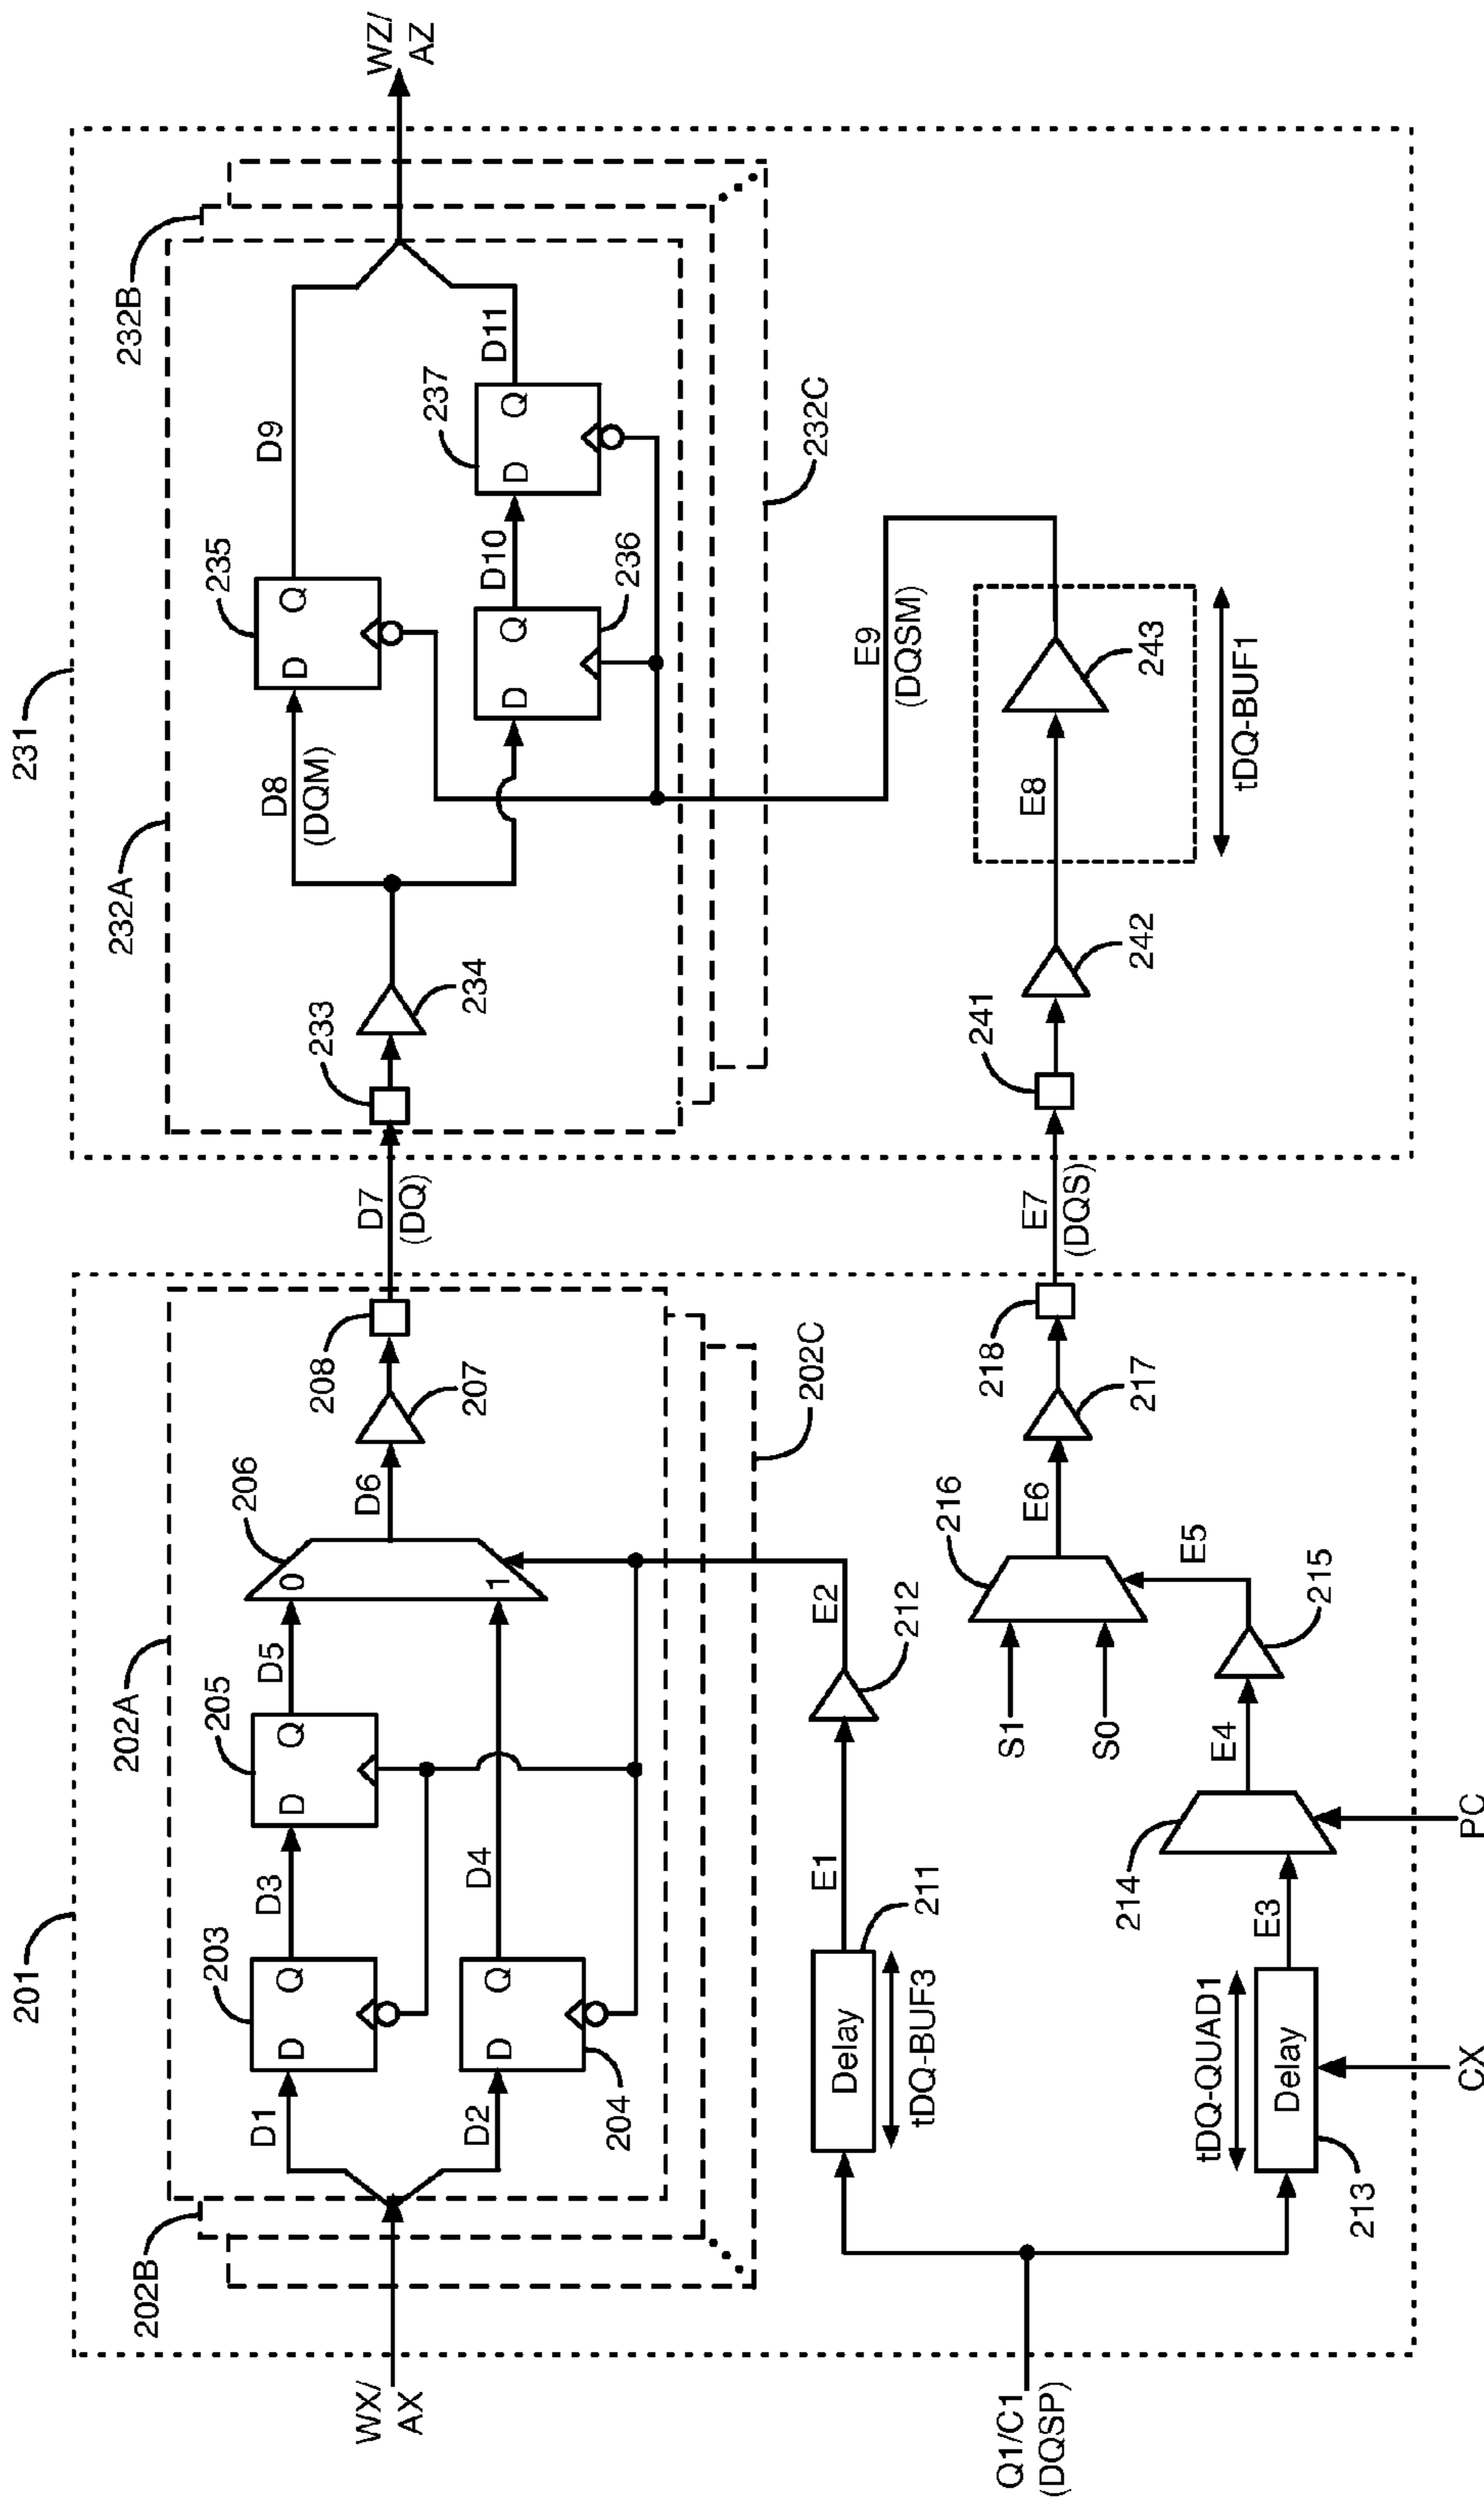 201
202A
202B
203
D
Q
D1
D3
205
D
Q
D5
206
0
1
D2
204
D
Q
D4
D6
207
208
202C
WX/
AX
D7
(DQ)
E1
211
Delay
tDQ-BUF3
E2
212
Q1/C1
(DQSP)
tDQ-QUAD1
Delay
213
CX
E3
214
PC
E4
215
E5
S1
S0
216
E6
217
218
E7
(DQS)
231
232A
232B
232C
233
234
D8
(DQM)
235
D
Q
D9
D
Q
236
D10
237
D
Q
D11
WZ/
AZ
E9
(DQSM)
241
242
E8
243
tDQ-BUF1